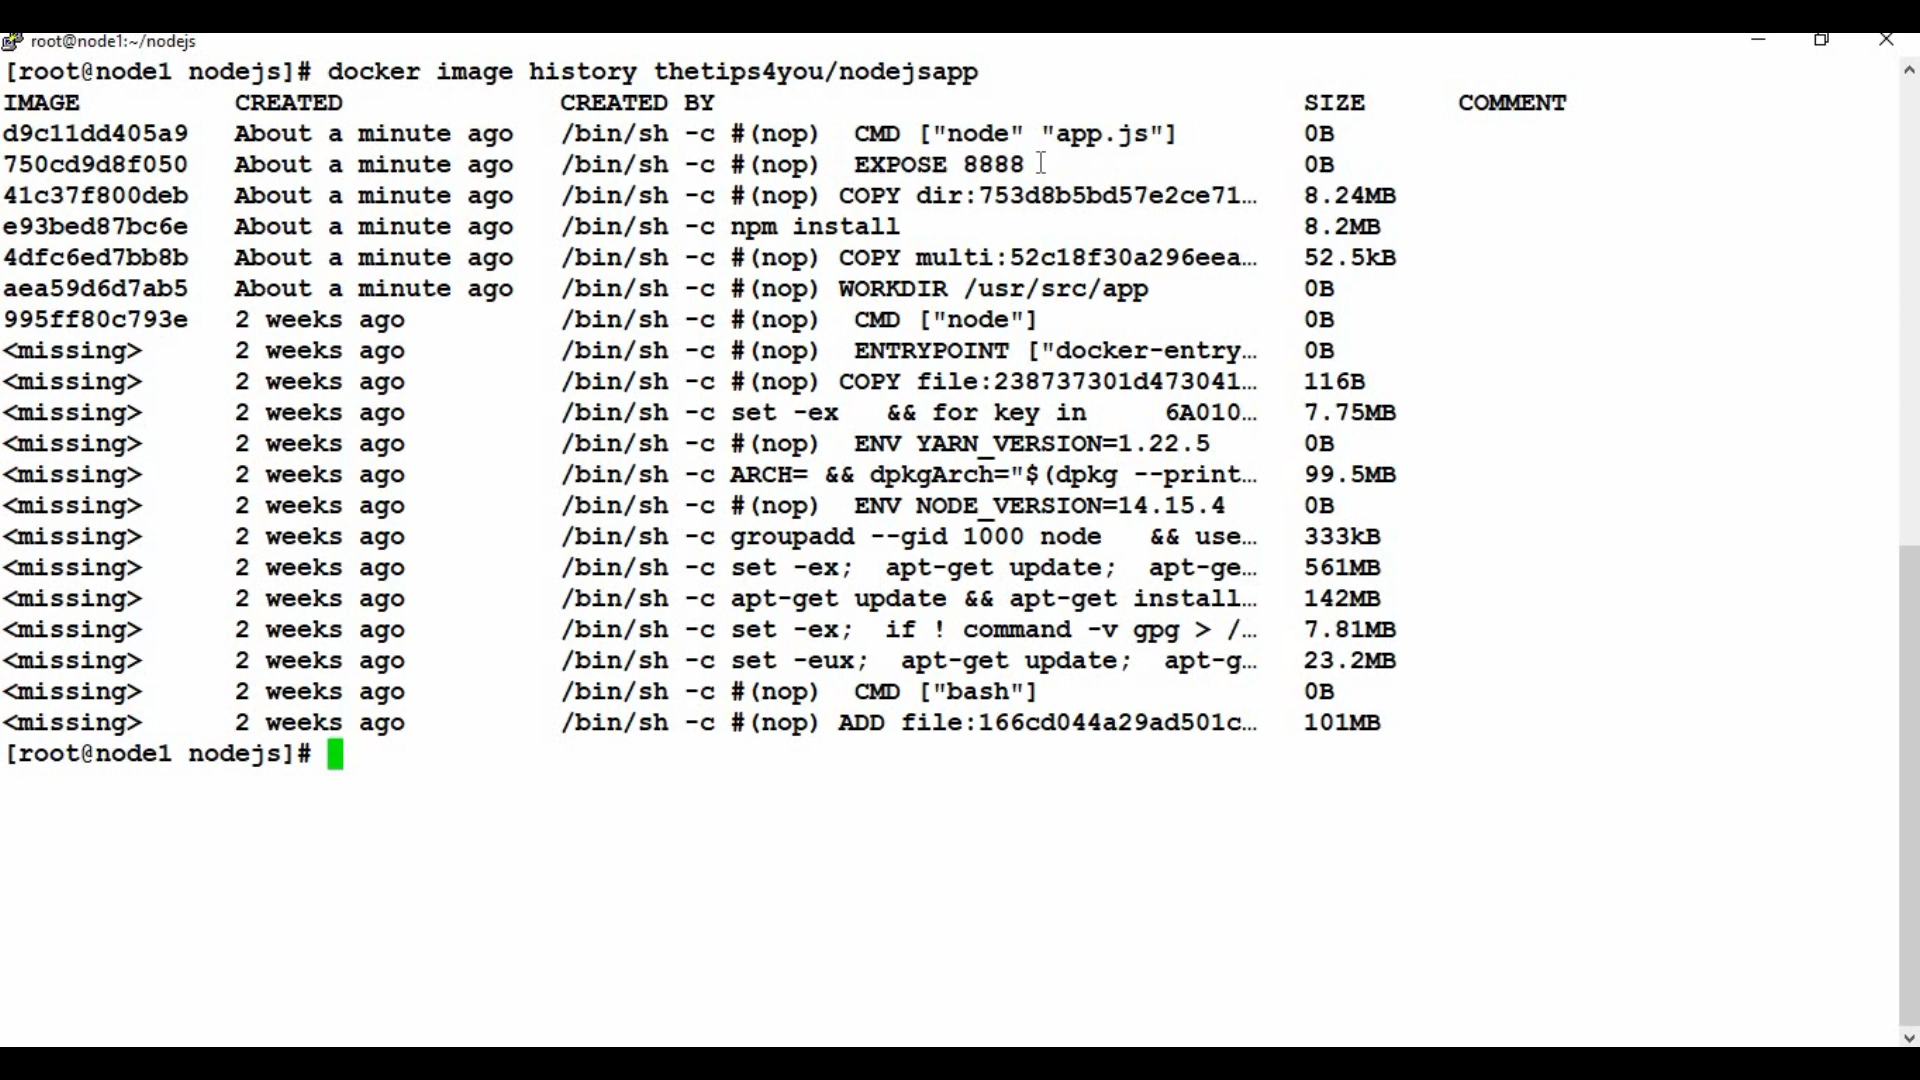 root@node1:~/nodejs
[root@node1 nodejs]# docker image history thetips4you/nodejsapp
IMAGE CREATED CREATED BY SIZE COMMENT
d9c11dd405a9 About a minute ago /bin/sh -c #(nop) CMD ["node" "app.js"] 0B
750cd9d8f050 About a minute ago /bin/sh -c #(nop) EXPOSE 8888 0B
41c37f800deb About a minute ago /bin/sh -c #(nop) COPY dir:753d8b5bd57e2ce71… 8.24MB
e93bed87bc6e About a minute ago /bin/sh -c npm install 8.2MB
4dfc6ed7bb8b About a minute ago /bin/sh -c #(nop) COPY multi:52c18f30a296eea… 52.5kB
aea59d6d7ab5 About a minute ago /bin/sh -c #(nop) WORKDIR /usr/src/app 0B
995ff80c793e 2 weeks ago /bin/sh -c #(nop) CMD ["node"] 0B
<missing> 2 weeks ago /bin/sh -c #(nop) ENTRYPOINT ["docker-entry… 0B
<missing> 2 weeks ago /bin/sh -c #(nop) COPY file:238737301d473041… 116B
<missing> 2 weeks ago /bin/sh -c set -ex && for key in 6A010… 7.75MB
<missing> 2 weeks ago /bin/sh -c #(nop) ENV YARN_VERSION=1.22.5 0B
<missing> 2 weeks ago /bin/sh -c ARCH= && dpkgArch="$(dpkg --print… 99.5MB
<missing> 2 weeks ago /bin/sh -c #(nop) ENV NODE_VERSION=14.15.4 0B
<missing> 2 weeks ago /bin/sh -c groupadd --gid 1000 node && use… 333kB
<missing> 2 weeks ago /bin/sh -c set -ex; apt-get update; apt-ge… 561MB
<missing> 2 weeks ago /bin/sh -c apt-get update && apt-get install… 142MB
<missing> 2 weeks ago /bin/sh -c set -ex; if ! command -v gpg > /… 7.81MB
<missing> 2 weeks ago /bin/sh -c set -eux; apt-get update; apt-g… 23.2MB
<missing> 2 weeks ago /bin/sh -c #(nop) CMD ["bash"] 0B
<missing> 2 weeks ago /bin/sh -c #(nop) ADD file:166cd044a29ad501c… 101MB
[root@node1 nodejs]#